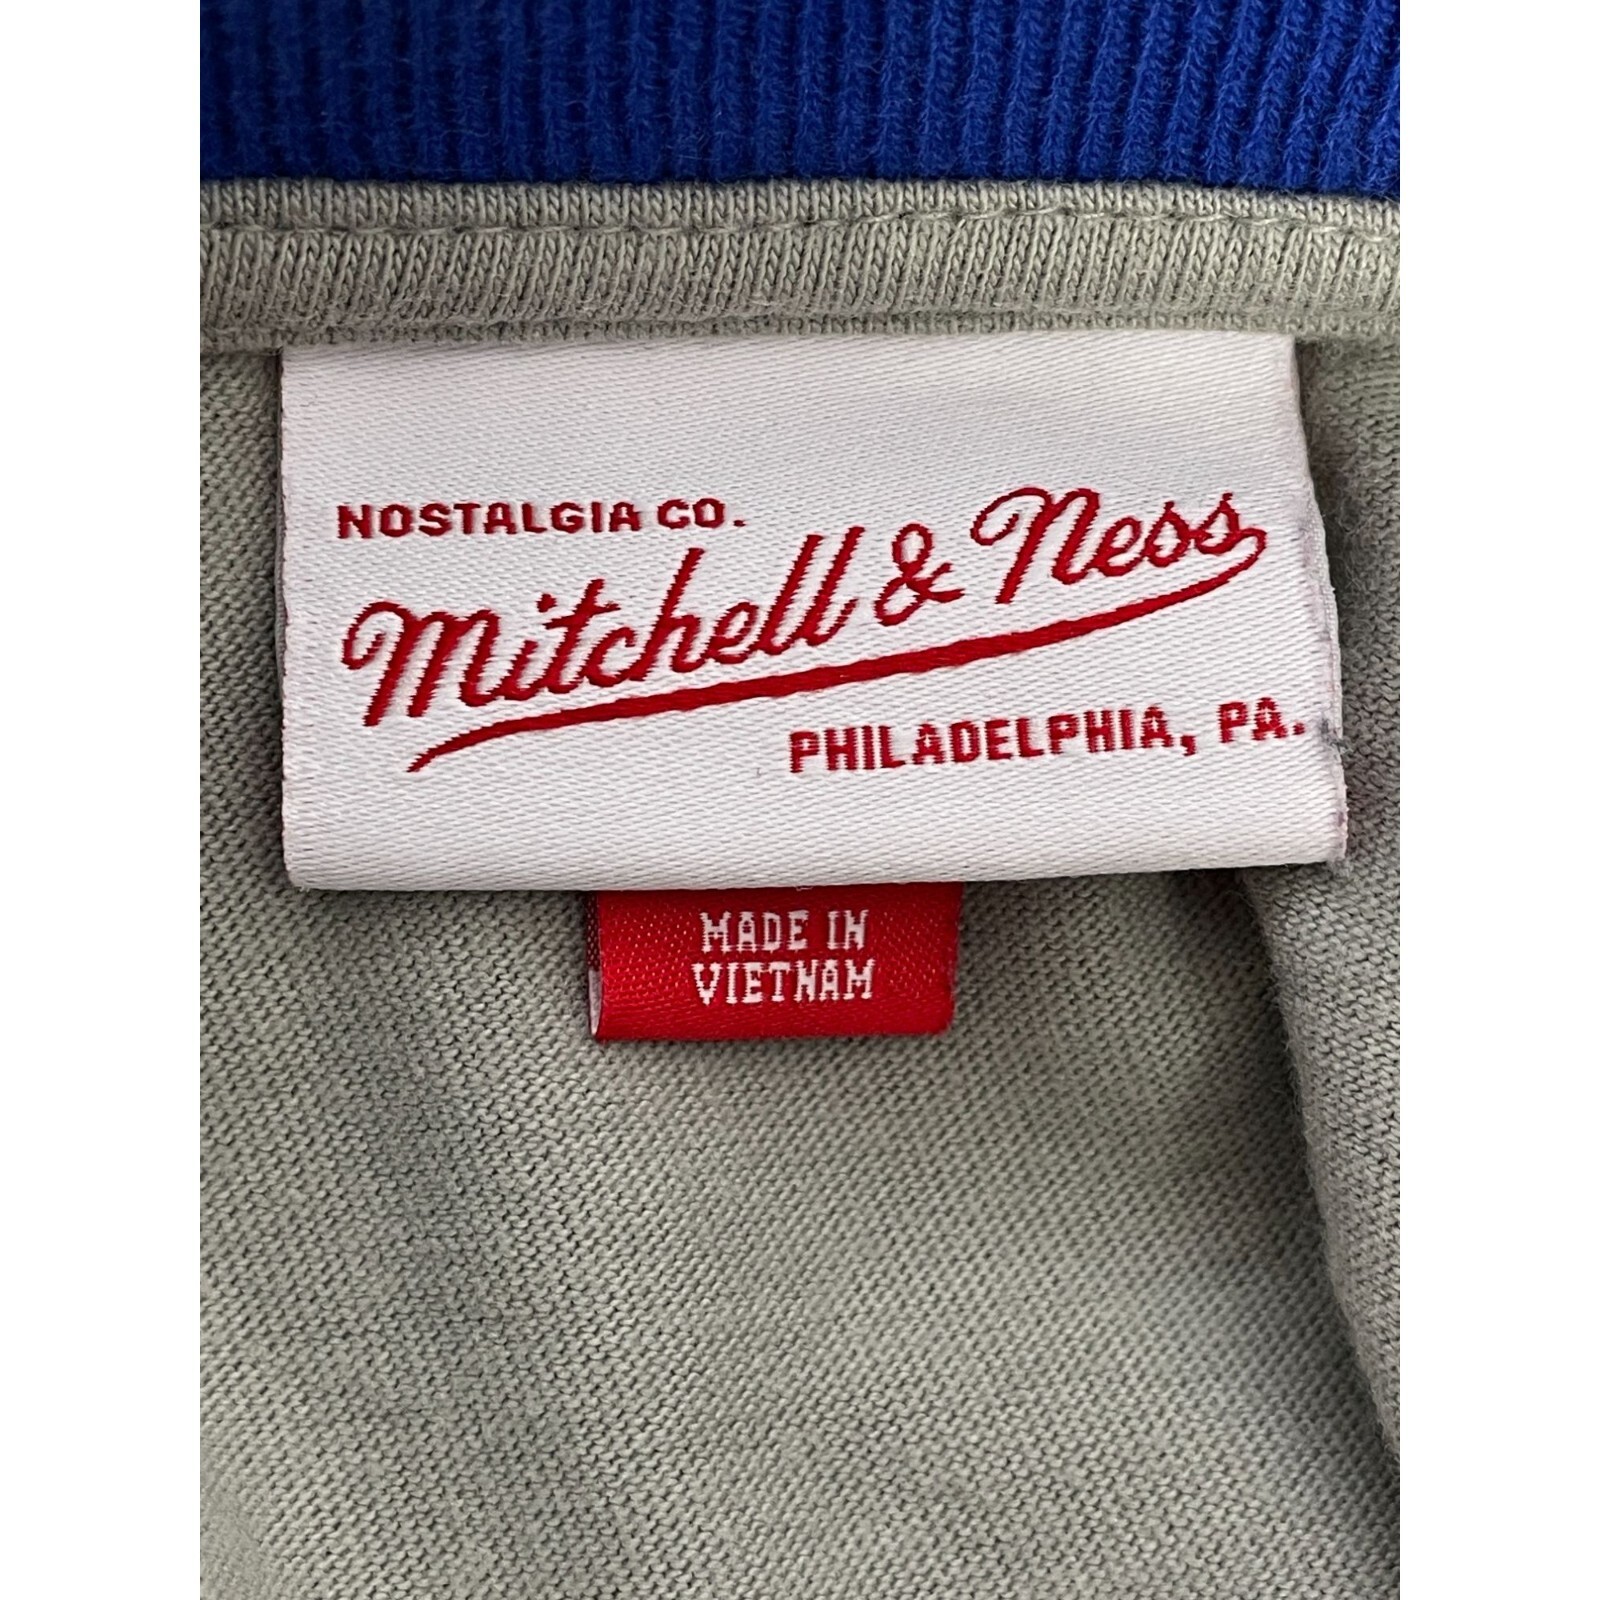 NOSTALGIA CO.
Mitchell & Ness
PHILADELPHIA, PA.
MADE IN
VIETNAM